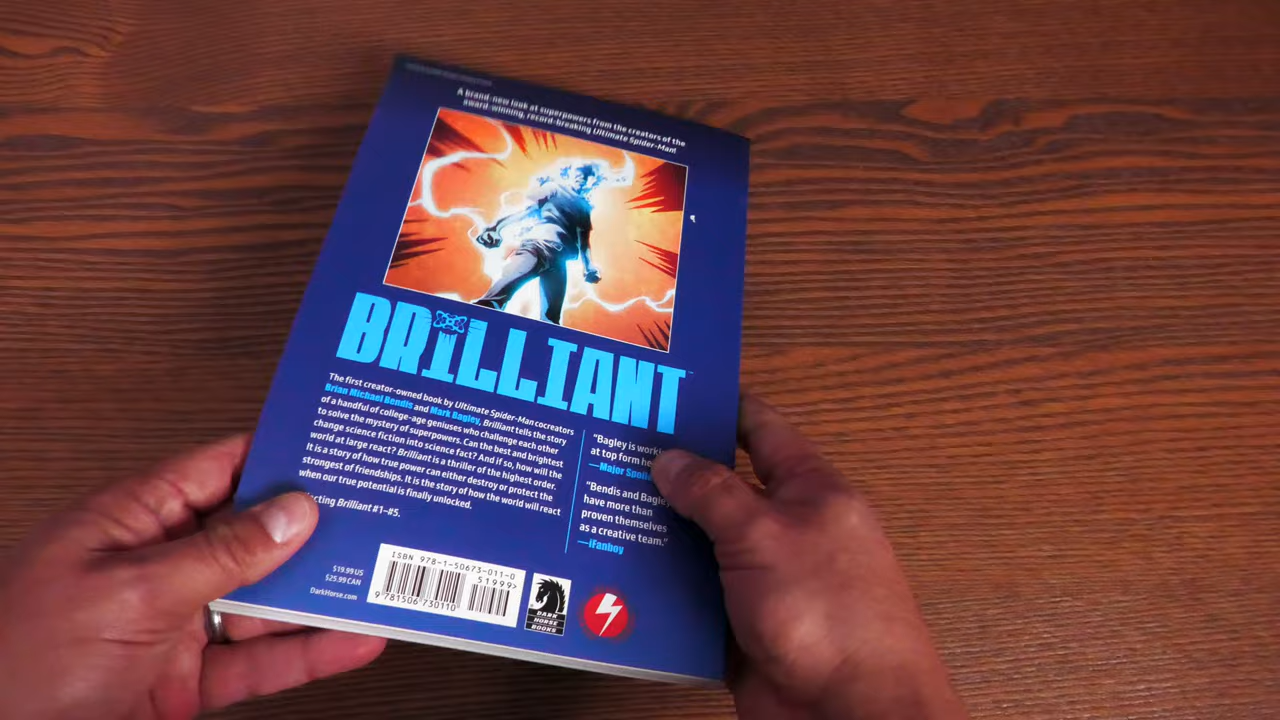 A brand-new look at superpowers from the creators of the
award-winning, record-breaking Ultimate Spider-Man!
BRILLIANT™
The first creator-owned book by Ultimate Spider-Man cocreators
Brian Michael Bendis and Mark Bagley, Brilliant tells the story
of a handful of college-age geniuses who challenge each other
to solve the mystery of superpowers. Can the best and brightest
change science fiction into science fact? And if so, how will the
world at large react? Brilliant is a thriller of the highest order.
It is a story of how true power can either destroy or protect the
strongest of friendships. It is the story of how the world will react
when our true potential is finally unlocked.
Brilliant #1–#5.
"Bagley is
at top form
—Major
"Bendis and
have more than
proven themselves
as a creative team."
—iFanboy
$19.99 US
$25.99 CAN
DarkHorse.com
ISBN 978-1-50673-011-0
51999>
9 781506 730110
DARK
HORSE
BOOKS